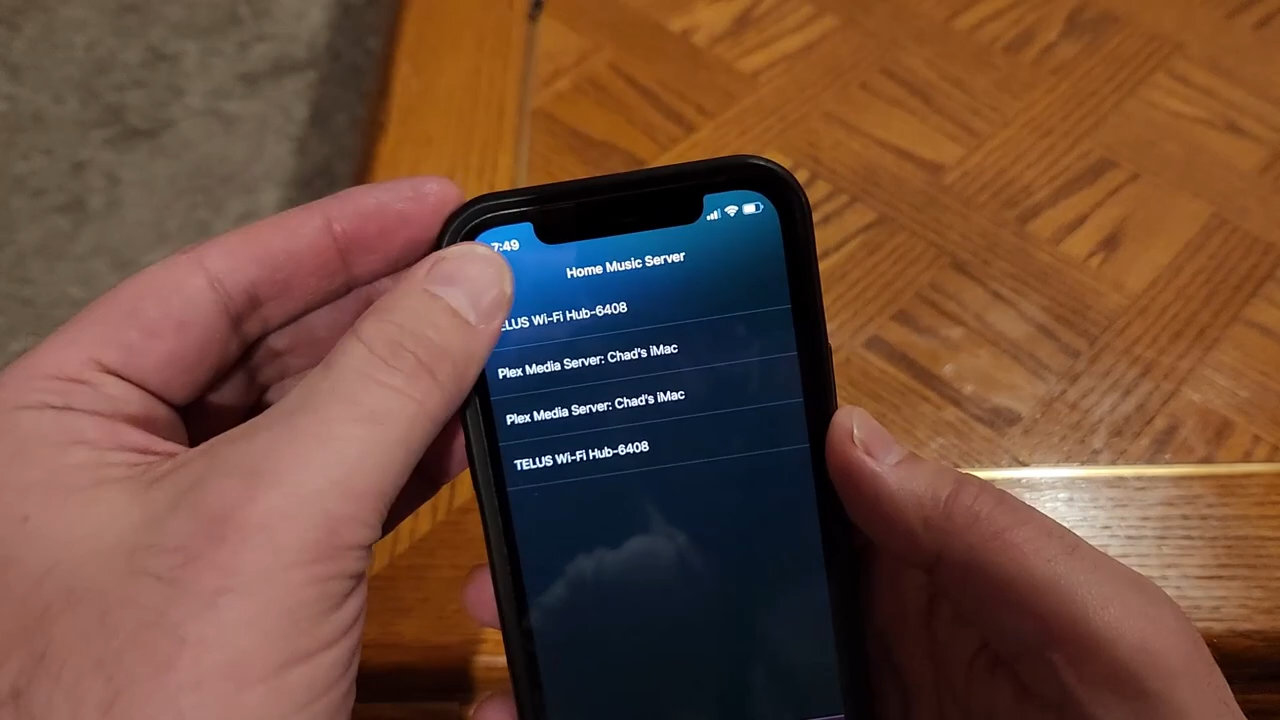 7:49
Home Music Server
ELUS Wi-Fi Hub-6408
Plex Media Server: Chad's iMac
Plex Media Server: Chad's iMac
TELUS Wi-Fi Hub-6408